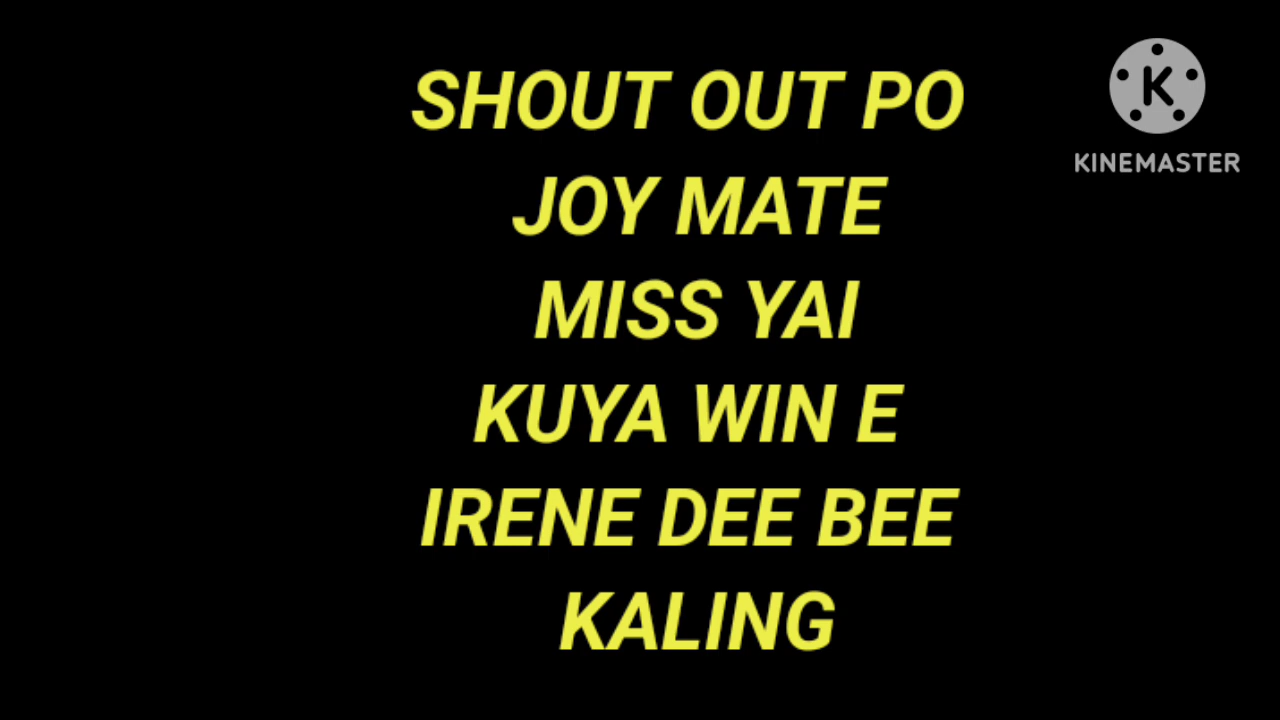 SHOUT OUT PO
JOY MATE
MISS YAI
KUYA WIN E
IRENE DEE BEE
KALING
K
KINEMASTER